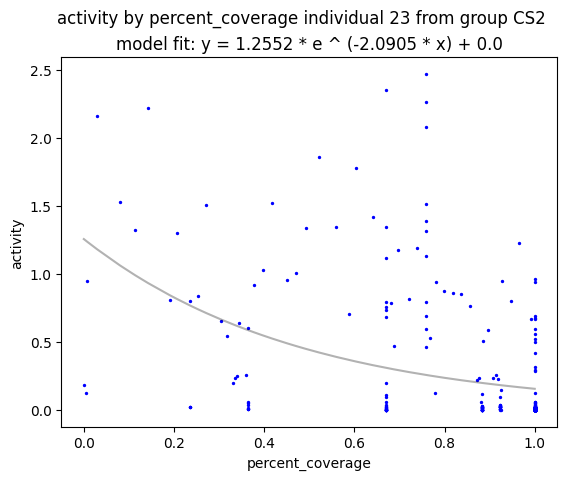 activity by percent_coverage individual 23 from group CS2
model fit: y = 1.2552 * e ^ (-2.0905 * x) + 0.0
2.5
2.0
1.5
1.0
0.5
0.0
activity
0.0 0.2 0.4 0.6 0.8 1.0
percent_coverage